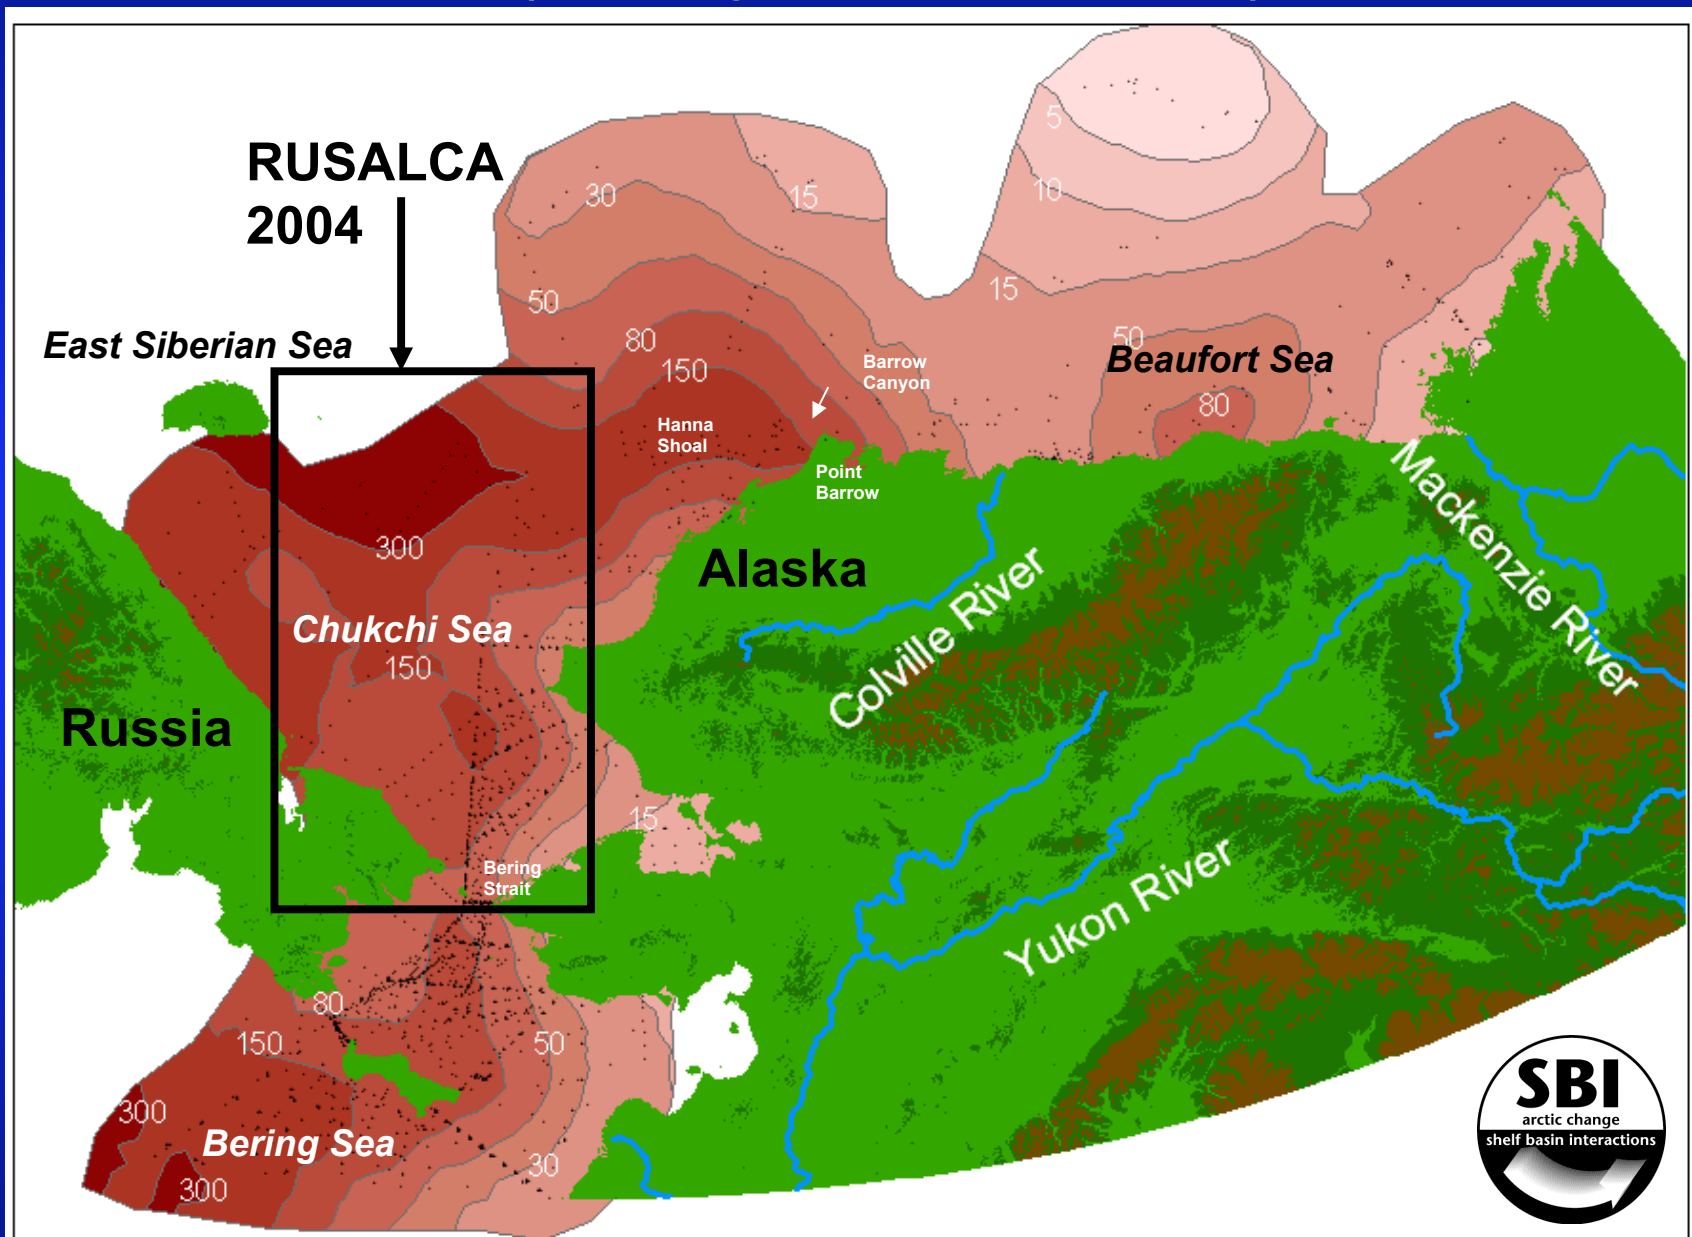 RUSALCA
2004
5
10
30
15
15
50
East Siberian Sea
80
150
50
Barrow
Canyon
Beaufort Sea
80
Hanna
Shoal
Point
Barrow
Mackenzie River
300
Alaska
Chukchi Sea
150
Colville River
Russia
15
Bering
Strait
Yukon River
80
150
50
300
Bering Sea
30
300
SBI
arctic change
shelf basin interactions